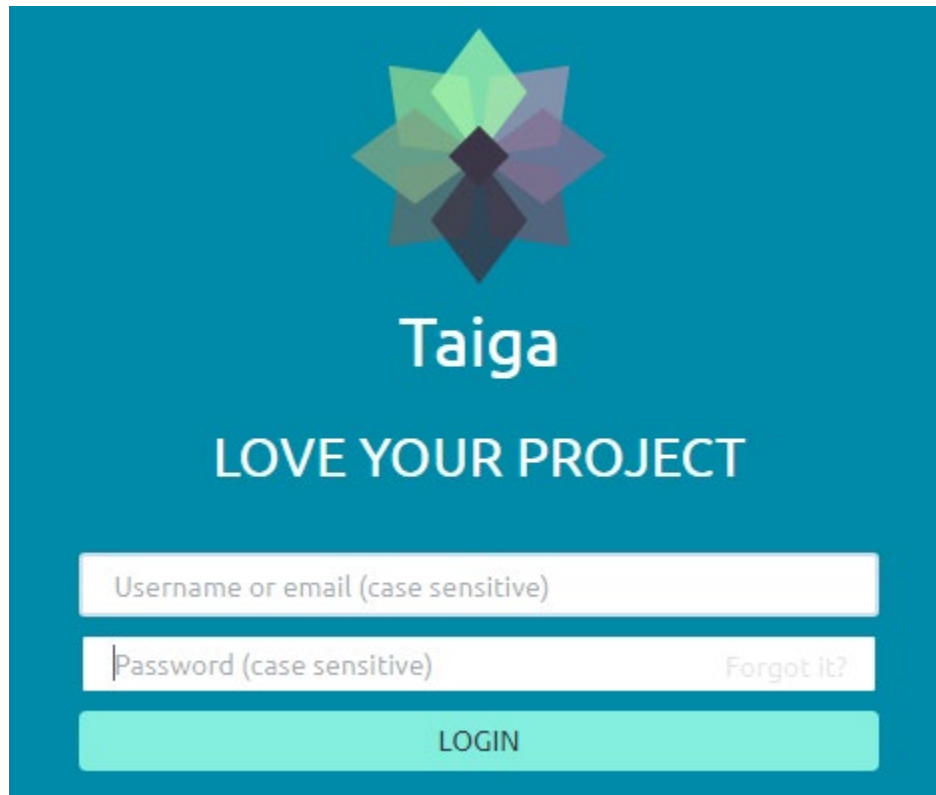 Taiga
LOVE YOUR PROJECT
Username or email (case sensitive)
Password (case sensitive) Forgot it?
LOGIN